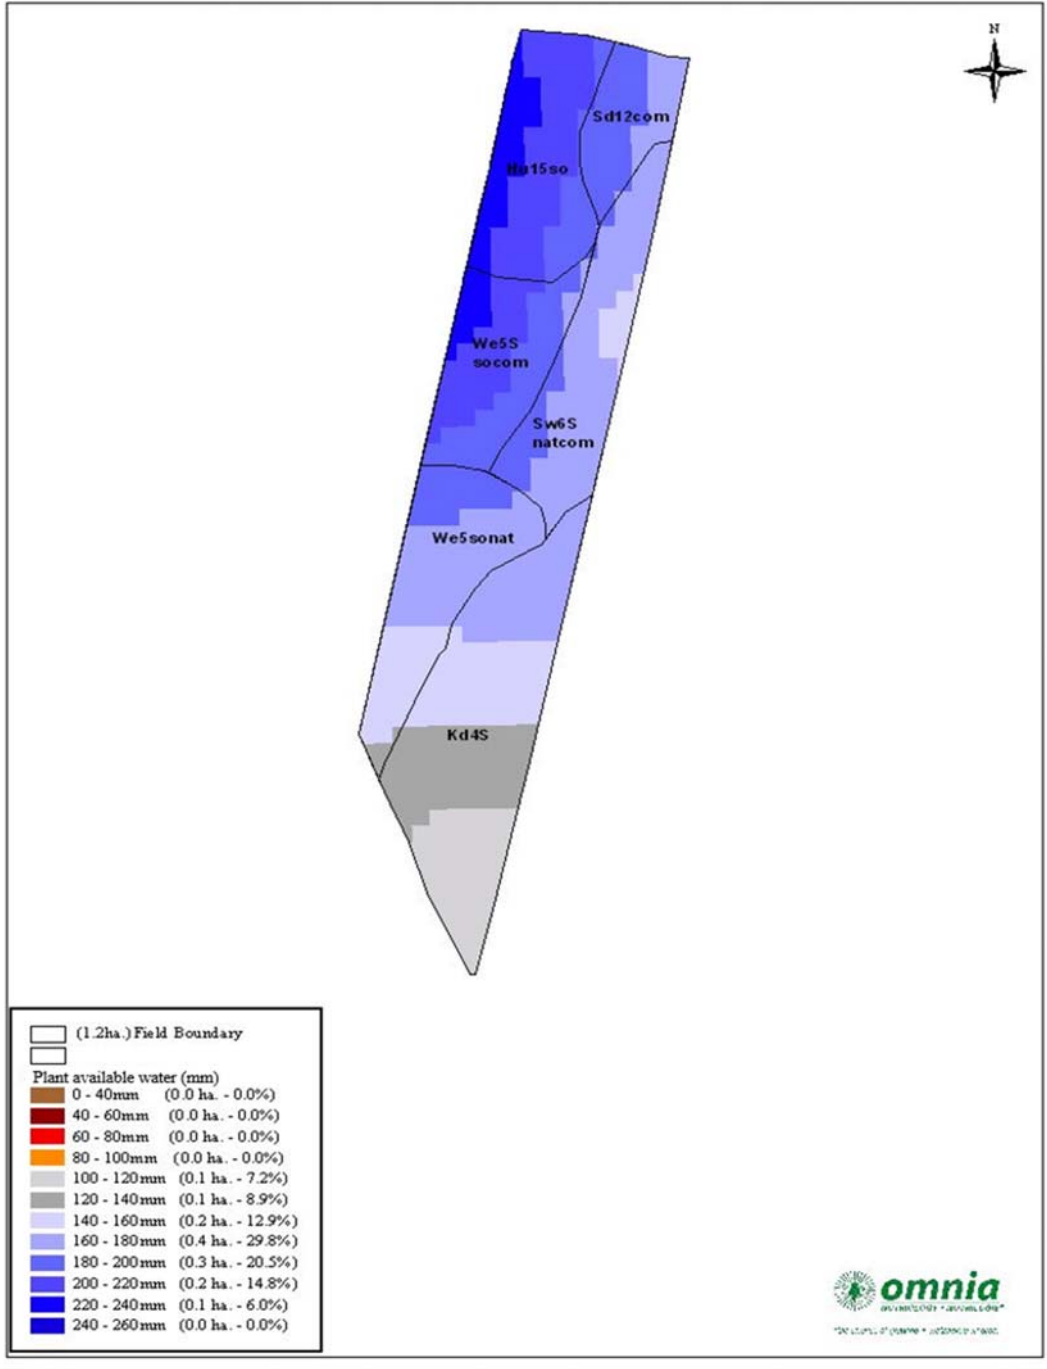 N
Sd12com
Hu15so
We5S
socom
Sw6S
natcom
We5sonat
Kd4S
(1.2ha.) Field Boundary
Plant available water (mm)
0 - 40mm (0.0 ha. - 0.0%)
40 - 60mm (0.0 ha. - 0.0%)
60 - 80mm (0.0 ha. - 0.0%)
80 - 100mm (0.0 ha. - 0.0%)
100 - 120mm (0.1 ha. - 7.2%)
120 - 140mm (0.1 ha. - 8.9%)
140 - 160mm (0.2 ha. - 12.9%)
160 - 180mm (0.4 ha. - 29.8%)
180 - 200mm (0.3 ha. - 20.5%)
200 - 220mm (0.2 ha. - 14.8%)
220 - 240mm (0.1 ha. - 6.0%)
240 - 260mm (0.0 ha. - 0.0%)
omnia